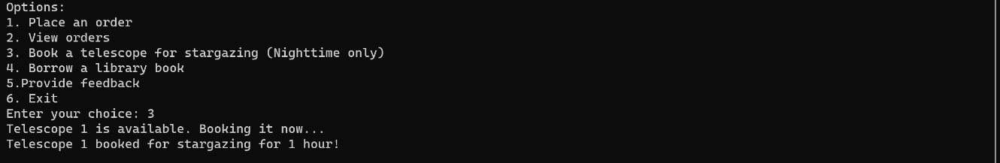 Options:
1. Place an order
2. View orders
3. Book a telescope for stargazing (Nighttime only)
4. Borrow a library book
5.Provide feedback
6. Exit
Enter your choice: 3
Telescope 1 is available. Booking it now...
Telescope 1 booked for stargazing for 1 hour!